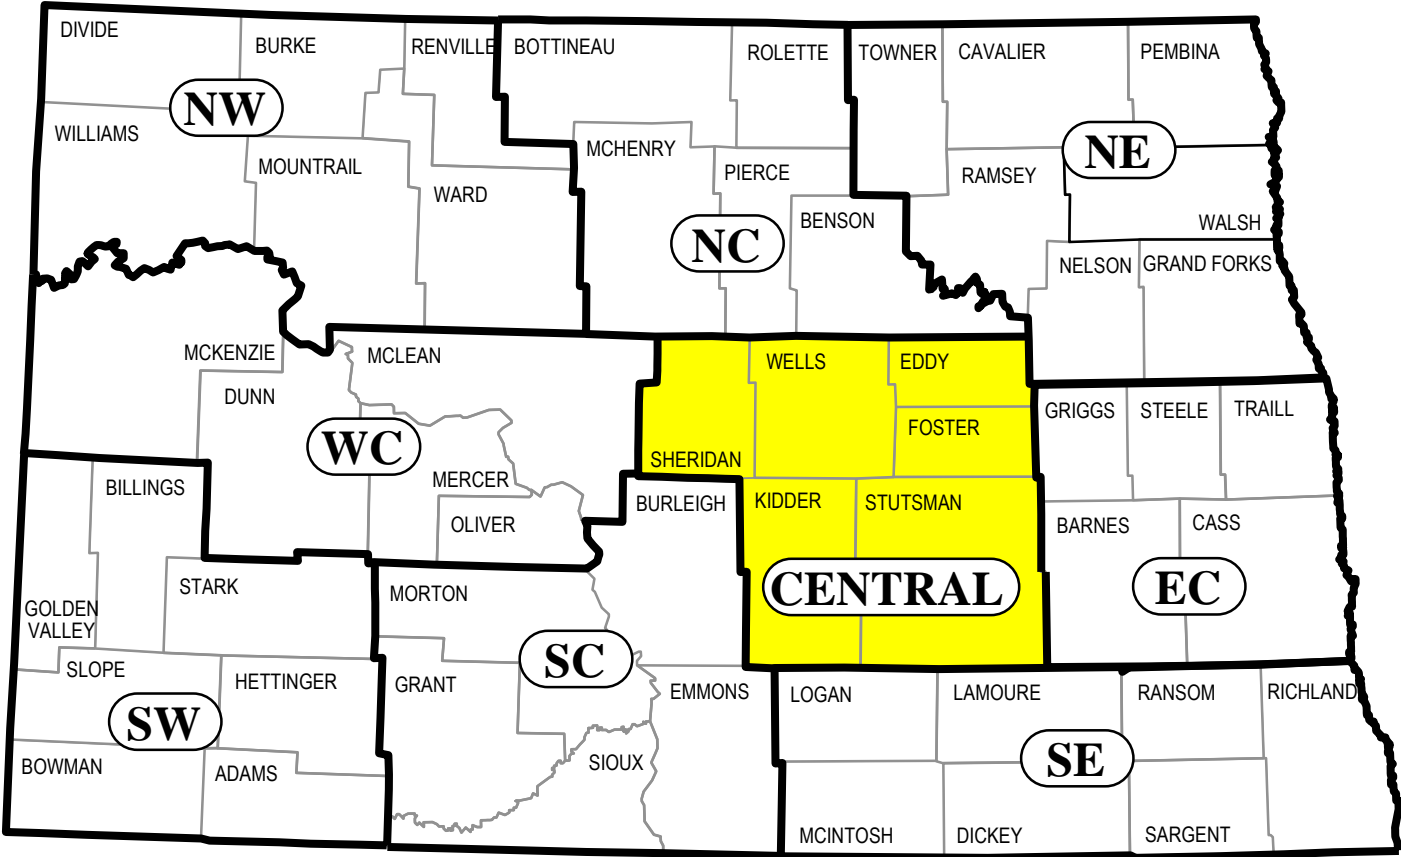 DIVIDE
BURKE
RENVILLE
BOTTINEAU
ROLETTE
TOWNER
CAVALIER
PEMBINA
NW
WILLIAMS
MOUNTRAIL
WARD
MCHENRY
PIERCE
BENSON
NC
RAMSEY
NE
WALSH
NELSON
GRAND FORKS
MCKENZIE
DUNN
MCLEAN
WC
MERCER
OLIVER
SHERIDAN
WELLS
EDDY
FOSTER
KIDDER
STUTSMAN
CENTRAL
GRIGGS
STEELE
TRAILL
BARNES
CASS
EC
BILLINGS
GOLDEN
VALLEY
STARK
SLOPE
HETTINGER
SW
BOWMAN
ADAMS
BURLEIGH
MORTON
SC
GRANT
EMMONS
SIOUX
LOGAN
LAMOURE
RANSOM
RICHLAND
SE
MCINTOSH
DICKEY
SARGENT